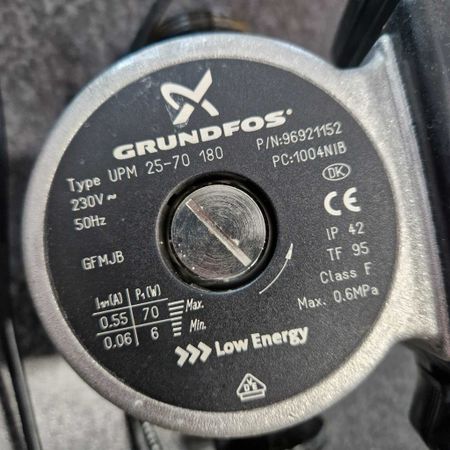 GRUNDFOS
Type UPM 25-70 180
P/N:96921152
PC:1004NIB
230V~
50Hz
DK
CE
GFMJB
IP 42
TF 95
Class F
Max. 0.6MPa
I1/1(A) P1(W)
0.55 70 Max.
0.06 6 Min.
Low Energy
VDE